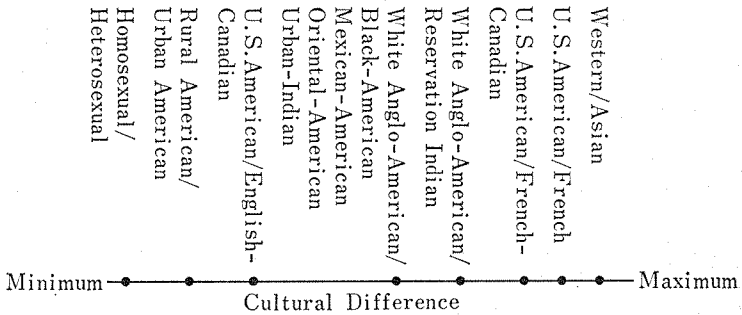 Western/Asian
U.S.American/French
U.S.American/French-
Canadian
White Anglo-American/
Reservation Indian
White Anglo-American/
Black-American
Mexican-American
Oriental-American
Urban-Indian
U.S.American/English-
Canadian
Rural American/
Urban American
Homosexual/
Heterosexual
Minimum
Maximum
Cultural Difference